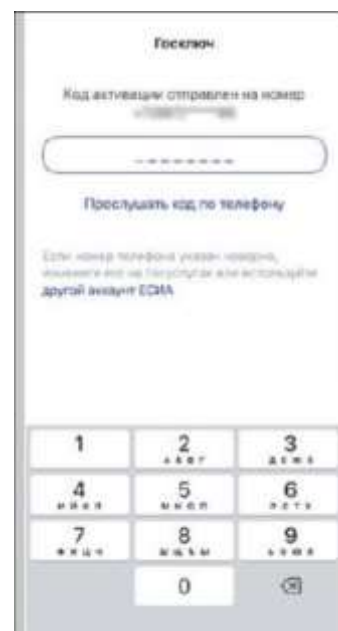 Госключ
Код активации отправлен на номер
Прослушать код по телефону
Если номер телефона указан неверно,
измените его на Госуслугах или используйте
другой аккаунт ЕСИА
1
2
3
4
5
6
7
8
9
0